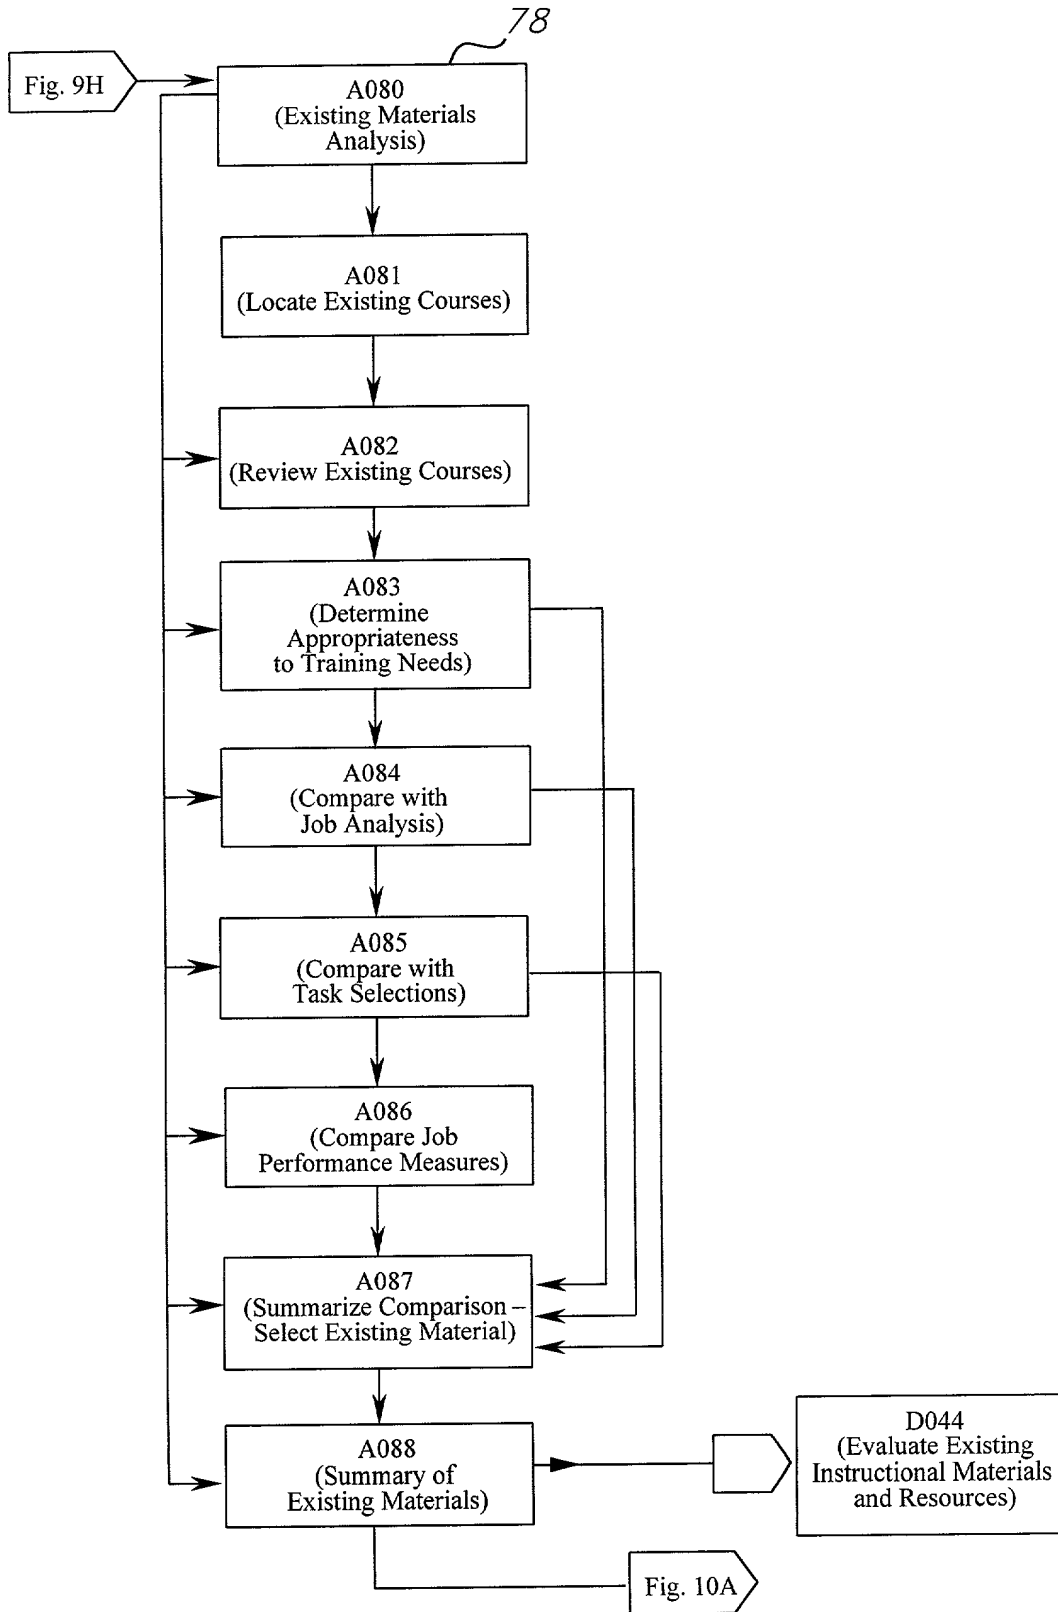 78
Fig. 9H
A080
(Existing Materials
Analysis)
A081
(Locate Existing Courses)
A082
(Review Existing Courses)
A083
(Determine
Appropriateness
to Training Needs)
A084
(Compare with
Job Analysis)
A085
(Compare with
Task Selections)
A086
(Compare Job
Performance Measures)
A087
(Summarize Comparison –
Select Existing Material)
A088
(Summary of
Existing Materials)
D044
(Evaluate Existing
Instructional Materials
and Resources)
Fig. 10A